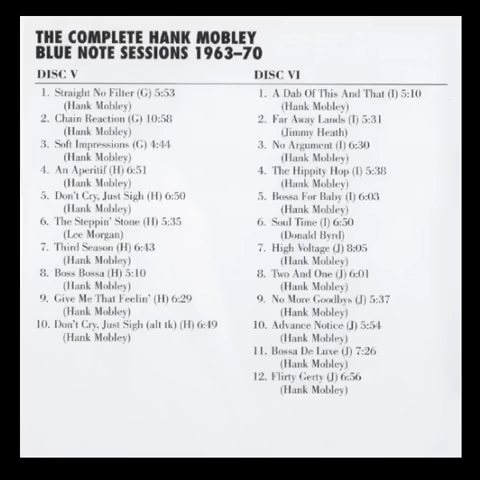 THE COMPLETE HANK MOBLEY
BLUE NOTE SESSIONS 1963–70
DISC V
1. Straight No Filter (G) 5:53
(Hank Mobley)
2. Chain Reaction (G) 10:58
(Hank Mobley)
3. Soft Impressions (G) 4:44
(Hank Mobley)
4. An Aperitif (H) 6:51
(Hank Mobley)
5. Don't Cry, Just Sigh (H) 6:50
(Hank Mobley)
6. The Steppin' Stone (H) 5:35
(Lee Morgan)
7. Third Season (H) 6:43
(Hank Mobley)
8. Boss Bossa (H) 5:10
(Hank Mobley)
9. Give Me That Feelin' (H) 6:29
(Hank Mobley)
10. Don't Cry, Just Sigh (alt tk) (H) 6:49
(Hank Mobley)
DISC VI
1. A Dab Of This And That (I) 5:10
(Hank Mobley)
2. Far Away Lands (I) 5:31
(Jimmy Heath)
3. No Argument (I) 6:30
(Hank Mobley)
4. The Hippity Hop (I) 5:38
(Hank Mobley)
5. Bossa For Baby (I) 6:03
(Hank Mobley)
6. Soul Time (I) 6:50
(Donald Byrd)
7. High Voltage (J) 8:05
(Hank Mobley)
8. Two And One (J) 6:01
(Hank Mobley)
9. No More Goodbys (J) 5:37
(Hank Mobley)
10. Advance Notice (J) 5:54
(Hank Mobley)
11. Bossa De Luxe (J) 7:26
(Hank Mobley)
12. Flirty Gerty (J) 6:56
(Hank Mobley)